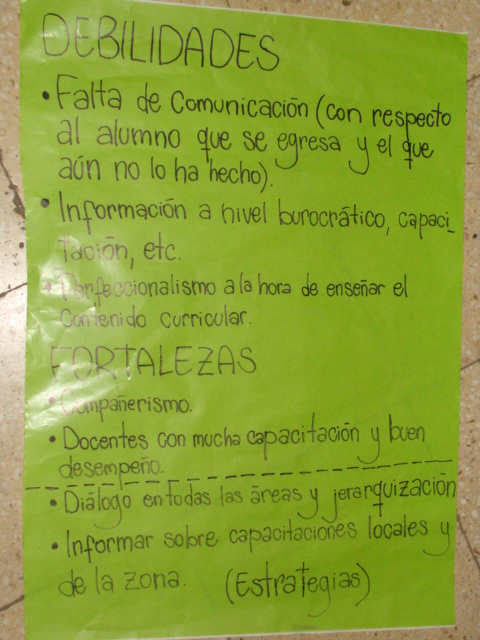 DEBILIDADES
• Falta de Comunicación (con respecto
al alumno que se egresa y el que
aún no lo ha hecho).
• Información a nivel burocrático, capaci_
tación, etc.
• Perfeccionalismo a la hora de enseñar el
Contenido curricular.
FORTALEZAS
• Compañerismo.
• Docentes con mucha capacitación y buen
desempeño.
• Diálogo en todas las áreas y jerarquización
• Informar sobre capacitaciones locales y
de la zona. (Estrategias)